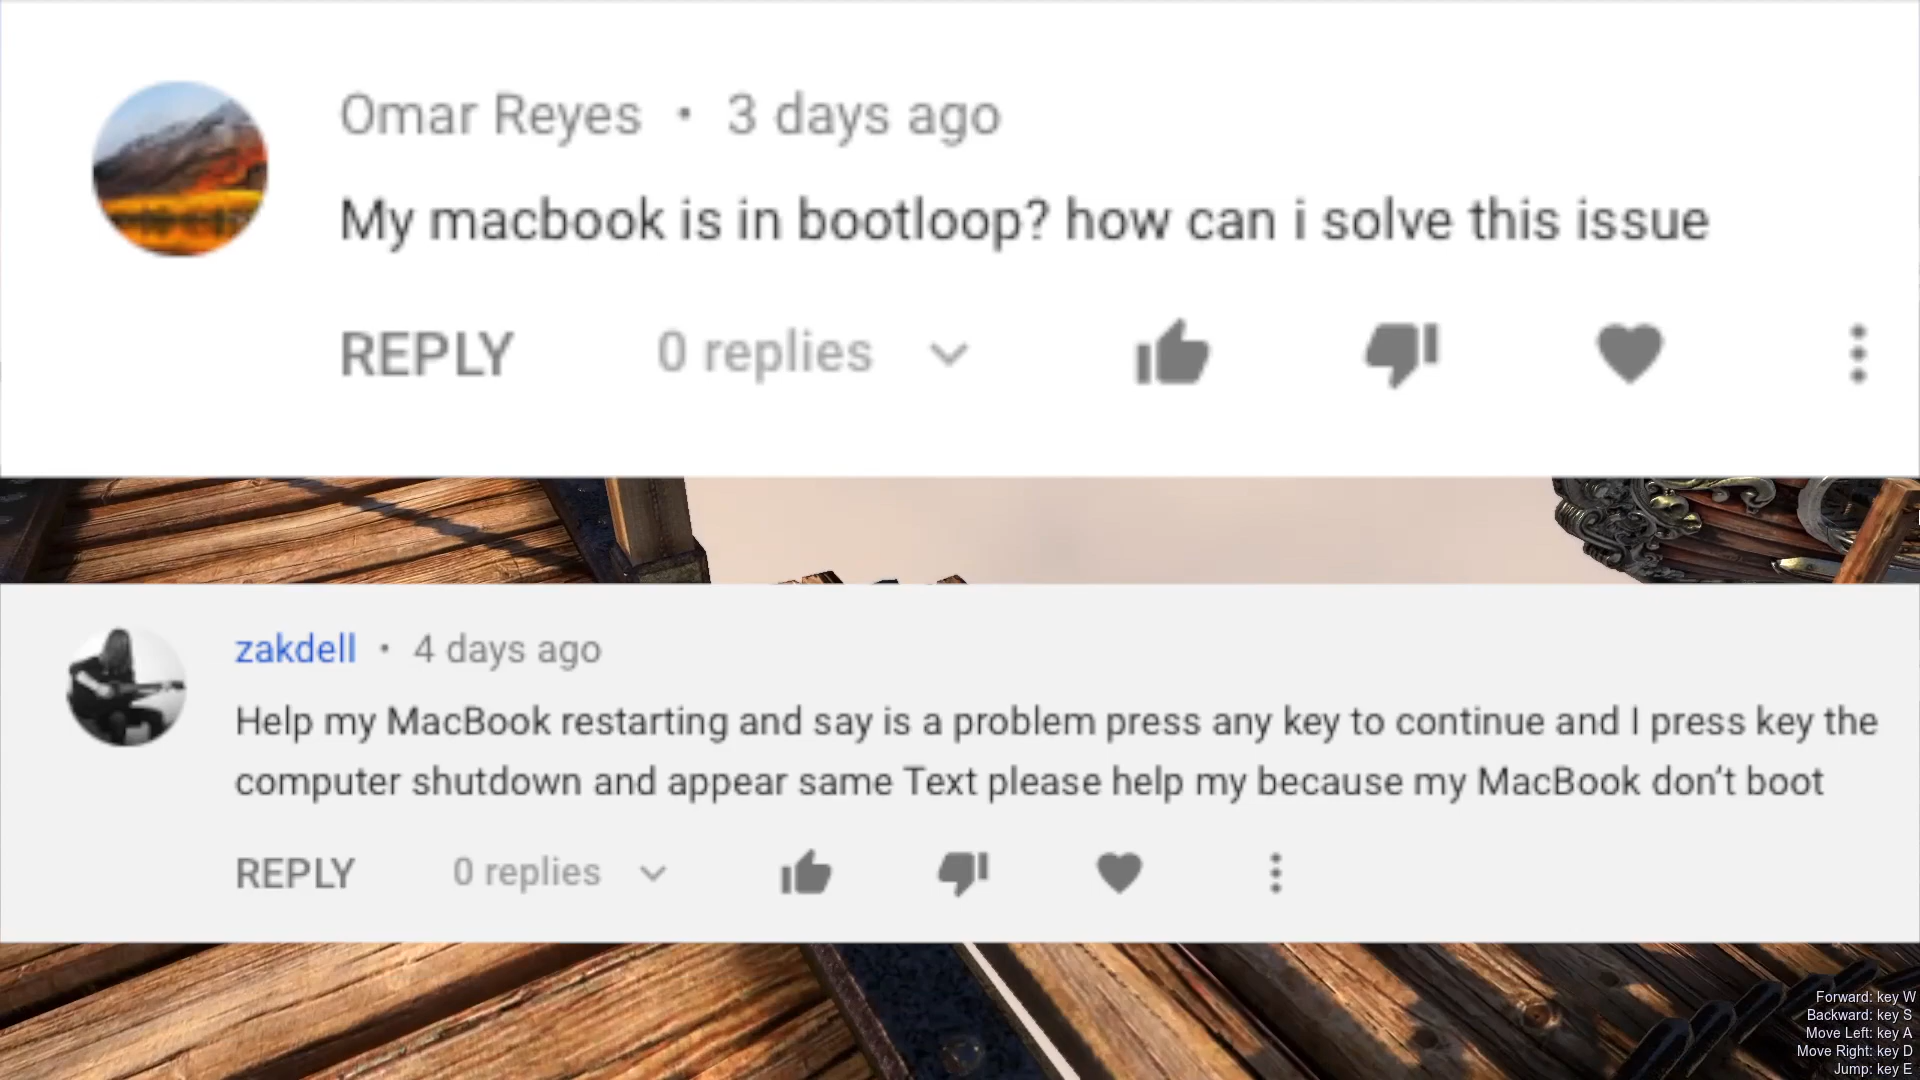 Omar Reyes • 3 days ago
My macbook is in bootloop? how can i solve this issue
REPLY 0 replies
zakdell • 4 days ago
Help my MacBook restarting and say is a problem press any key to continue and I press key the
computer shutdown and appear same Text please help my because my MacBook don’t boot
REPLY 0 replies
Forward: key W
Backward: key S
Move Left: key A
Move Right: key D
Jump: key E